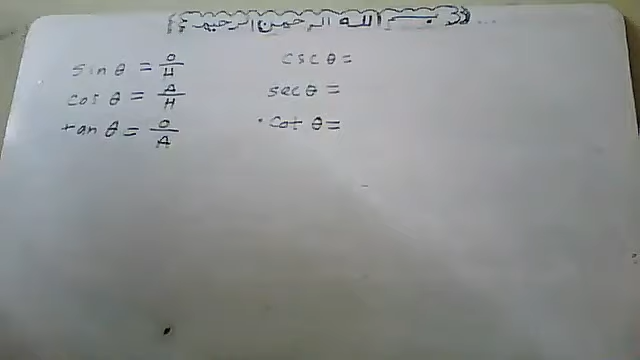 بسم الله الرحمن الرحيم
sin θ = O/H csc θ =
cos θ = A/H sec θ =
tan θ = O/A cot θ =